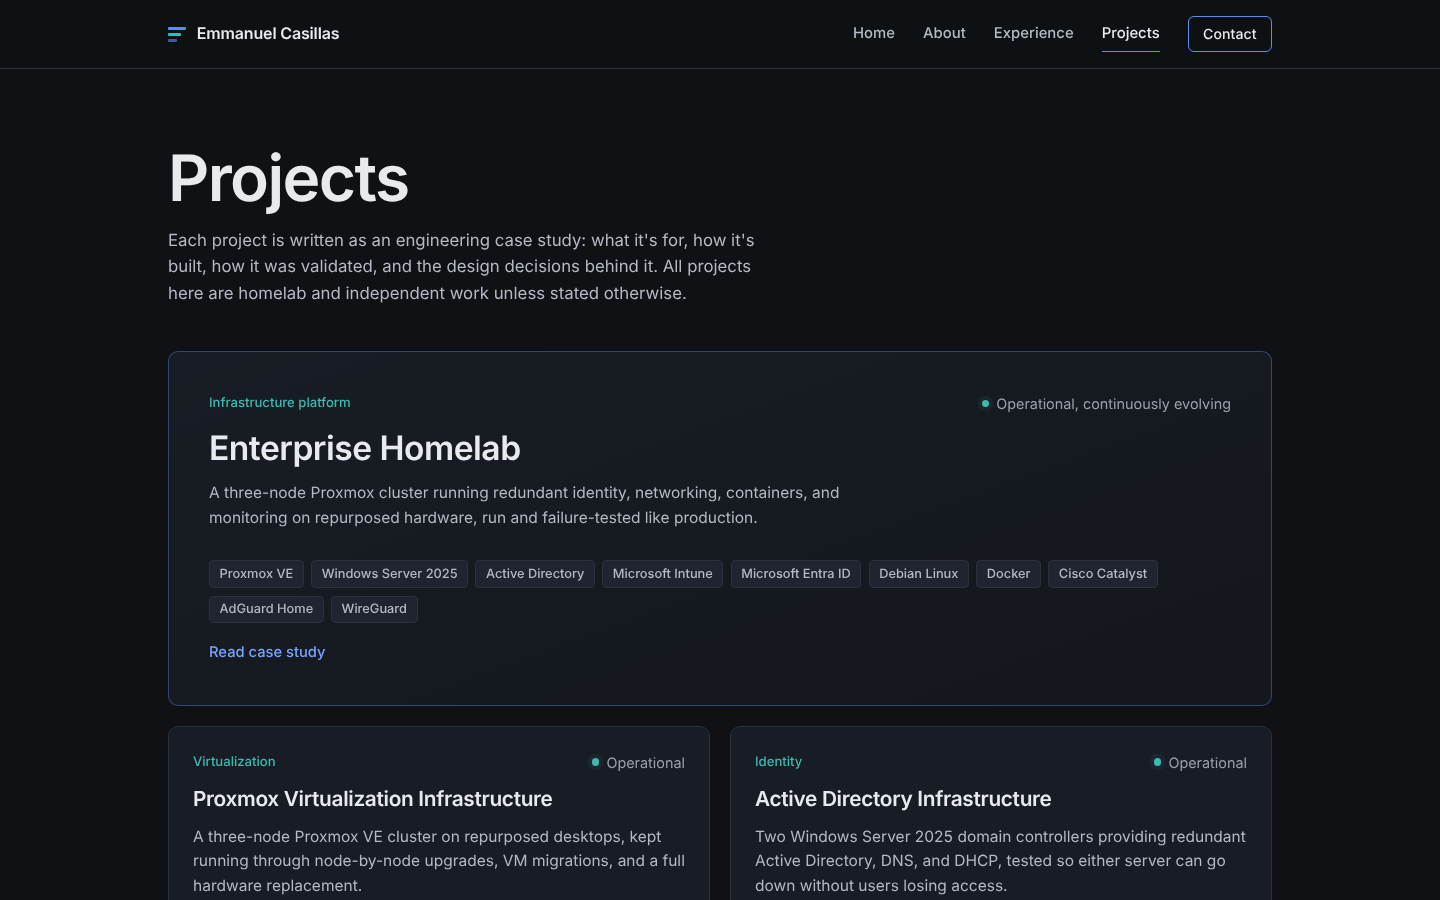 Emmanuel Casillas
Home About Experience Projects Contact
Projects
Each project is written as an engineering case study: what it's for, how it's
built, how it was validated, and the design decisions behind it. All projects
here are homelab and independent work unless stated otherwise.
Infrastructure platform
Operational, continuously evolving
Enterprise Homelab
A three-node Proxmox cluster running redundant identity, networking, containers, and
monitoring on repurposed hardware, run and failure-tested like production.
Proxmox VE Windows Server 2025 Active Directory Microsoft Intune Microsoft Entra ID Debian Linux Docker Cisco Catalyst
AdGuard Home WireGuard
Read case study
Virtualization
Operational
Proxmox Virtualization Infrastructure
A three-node Proxmox VE cluster on repurposed desktops, kept
running through node-by-node upgrades, VM migrations, and a full
hardware replacement.
Identity
Operational
Active Directory Infrastructure
Two Windows Server 2025 domain controllers providing redundant
Active Directory, DNS, and DHCP, tested so either server can go
down without users losing access.